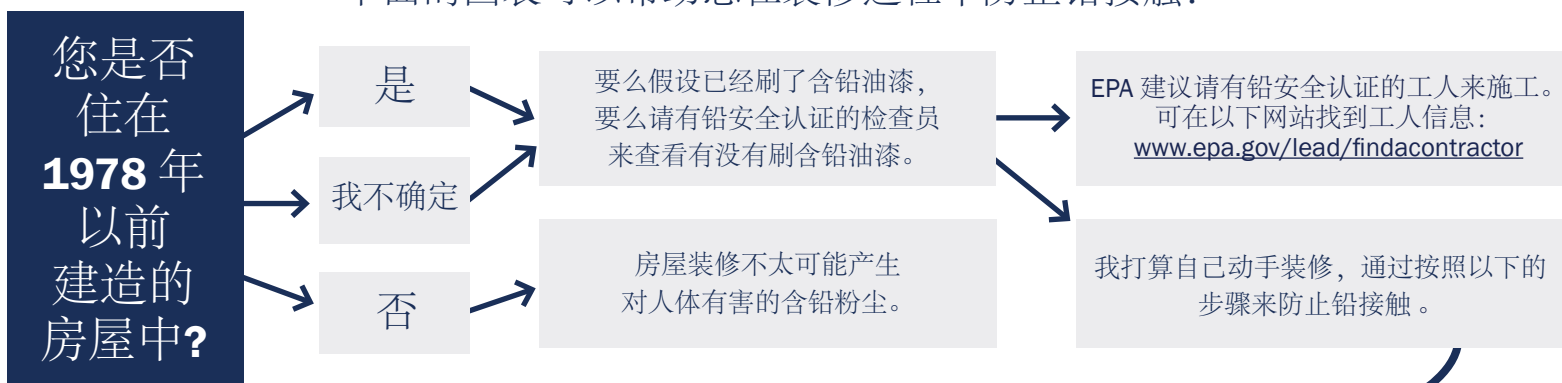 您是否
住在
1978 年
以前
建造的
房屋中?
是
我不确定
否
要么假设已经刷了含铅油漆，
要么请有铅安全认证的检查员
来查看有没有刷含铅油漆。
房屋装修不太可能产生
对人体有害的含铅粉尘。
EPA 建议请有铅安全认证的工人来施工。
可在以下网站找到工人信息：
www.epa.gov/lead/findacontractor
我打算自己动手装修，通过按照以下的
步骤来防止铅接触 。